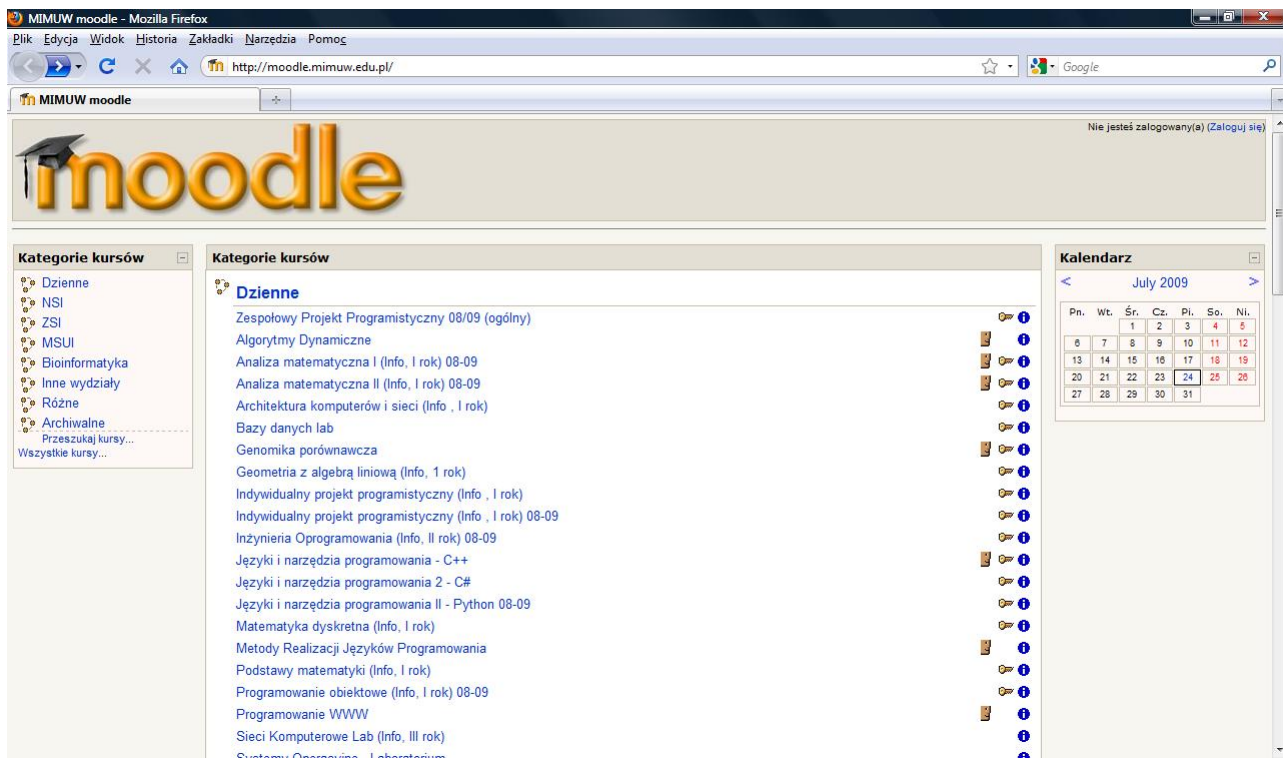 MIMUW moodle - Mozilla Firefox
Plik Edycja Widok Historia Zakładki Narzędzia Pomoc
http://moodle.mimuw.edu.pl/ Google
MIMUW moodle
Nie jesteś zalogowany(a) (Zaloguj się)
moodle
Kategorie kursów
Dzienne
NSI
ZSI
MSUI
Bioinformatyka
Inne wydziały
Różne
Archiwalne
Przeszukaj kursy...
Wszystkie kursy...
Kategorie kursów
Dzienne
Zespołowy Projekt Programistyczny 08/09 (ogólny)
Algorytmy Dynamiczne
Analiza matematyczna I (Info, I rok) 08-09
Analiza matematyczna II (Info, I rok) 08-09
Architektura komputerów i sieci (Info , I rok)
Bazy danych lab
Genomika porównawcza
Geometria z algebrą liniową (Info, 1 rok)
Indywidualny projekt programistyczny (Info , I rok)
Indywidualny projekt programistyczny (Info , I rok) 08-09
Inżynieria Oprogramowania (Info, II rok) 08-09
Języki i narzędzia programowania - C++
Języki i narzędzia programowania 2 - C#
Języki i narzędzia programowania II - Python 08-09
Matematyka dyskretna (Info, I rok)
Metody Realizacji Języków Programowania
Podstawy matematyki (Info, I rok)
Programowanie obiektowe (Info, I rok) 08-09
Programowanie WWW
Sieci Komputerowe Lab (Info, III rok)
Systemy Operacyjne - Laboratorium
Kalendarz
< July 2009 >
Pn. Wt. Śr. Cz. Pi. So. Ni.
1 2 3 4 5
6 7 8 9 10 11 12
13 14 15 16 17 18 19
20 21 22 23 24 25 26
27 28 29 30 31